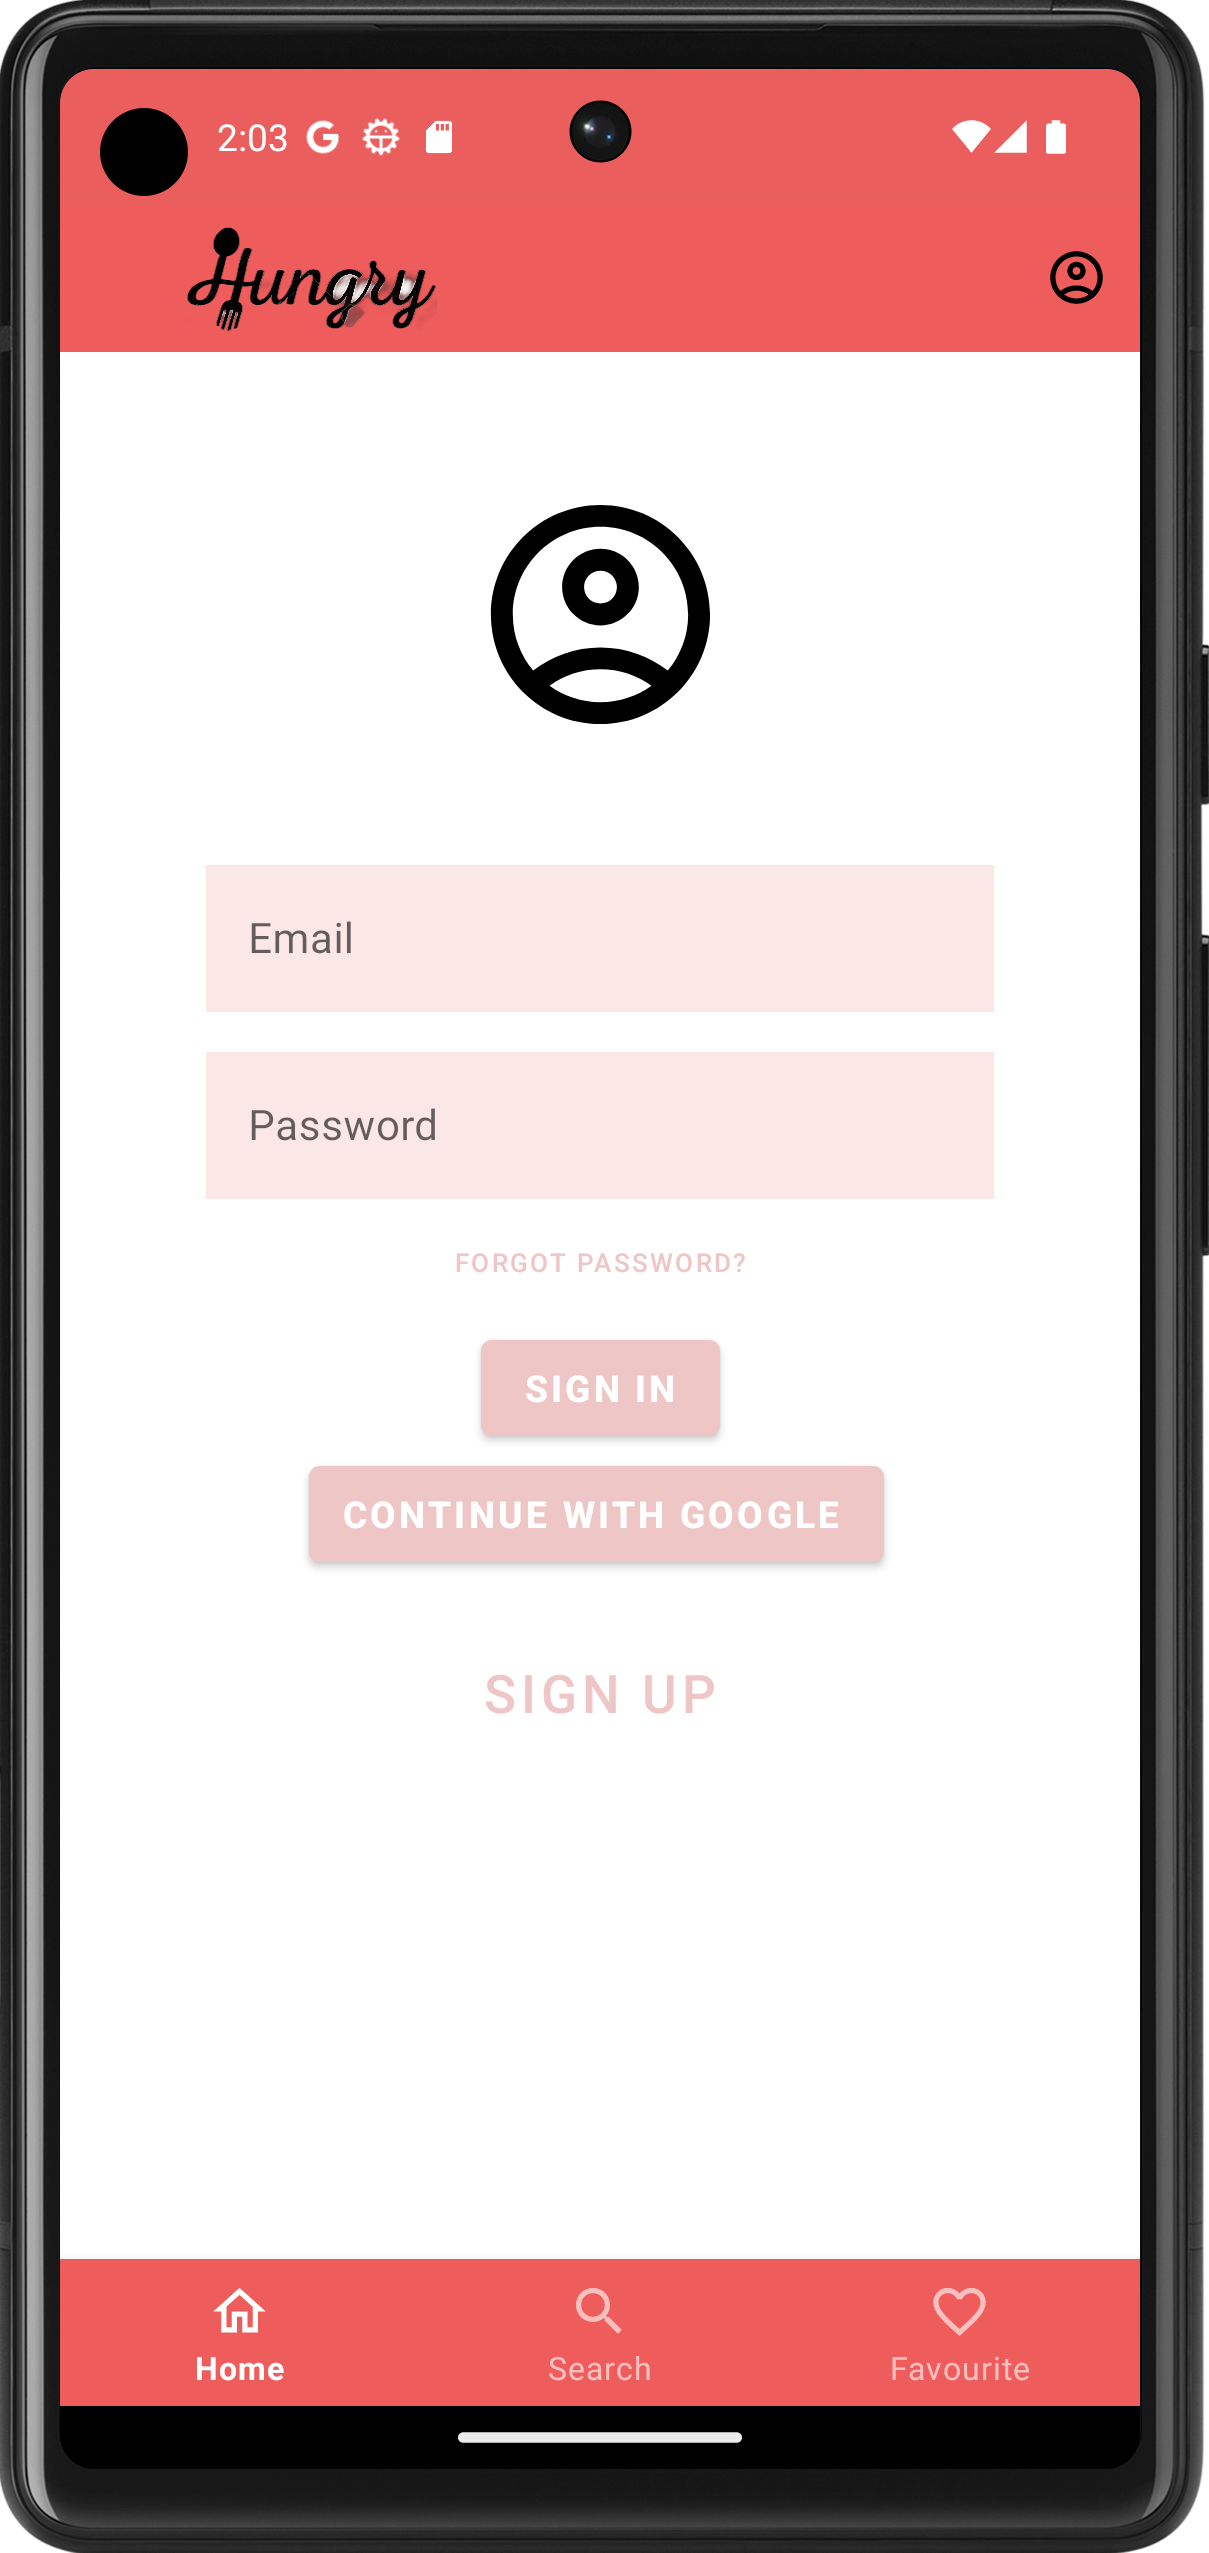 2:03
Hungry
Email
Password
FORGOT PASSWORD?
SIGN IN
CONTINUE WITH GOOGLE
SIGN UP
Home Search Favourite